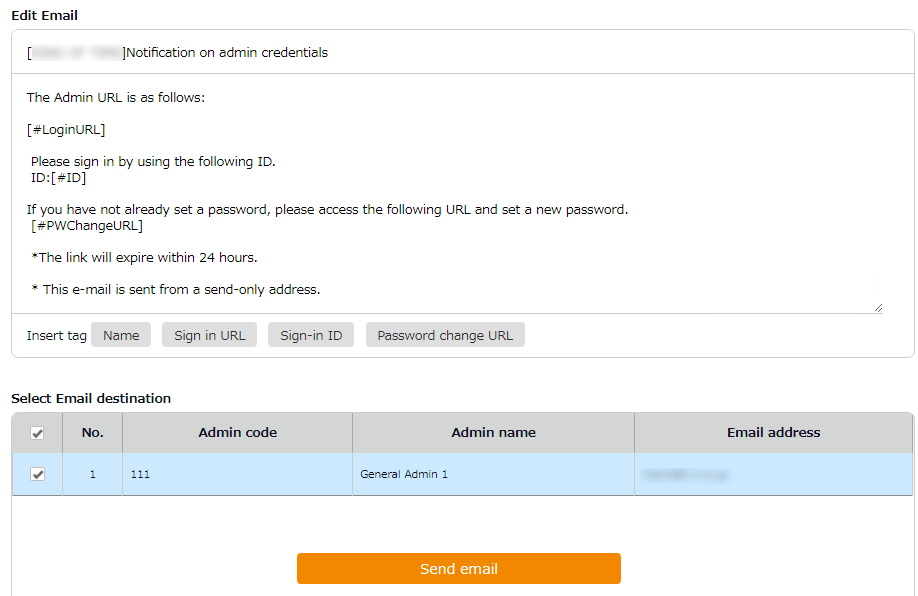 Edit Email
[ ]Notification on admin credentials
The Admin URL is as follows:
[#LoginURL]
Please sign in by using the following ID.
ID:[#ID]
If you have not already set a password, please access the following URL and set a new password.
[#PWChangeURL]
*The link will expire within 24 hours.
* This e-mail is sent from a send-only address.
Insert tag Name Sign in URL Sign-in ID Password change URL
Select Email destination
No. Admin code Admin name Email address
1 111 General Admin 1
Send email